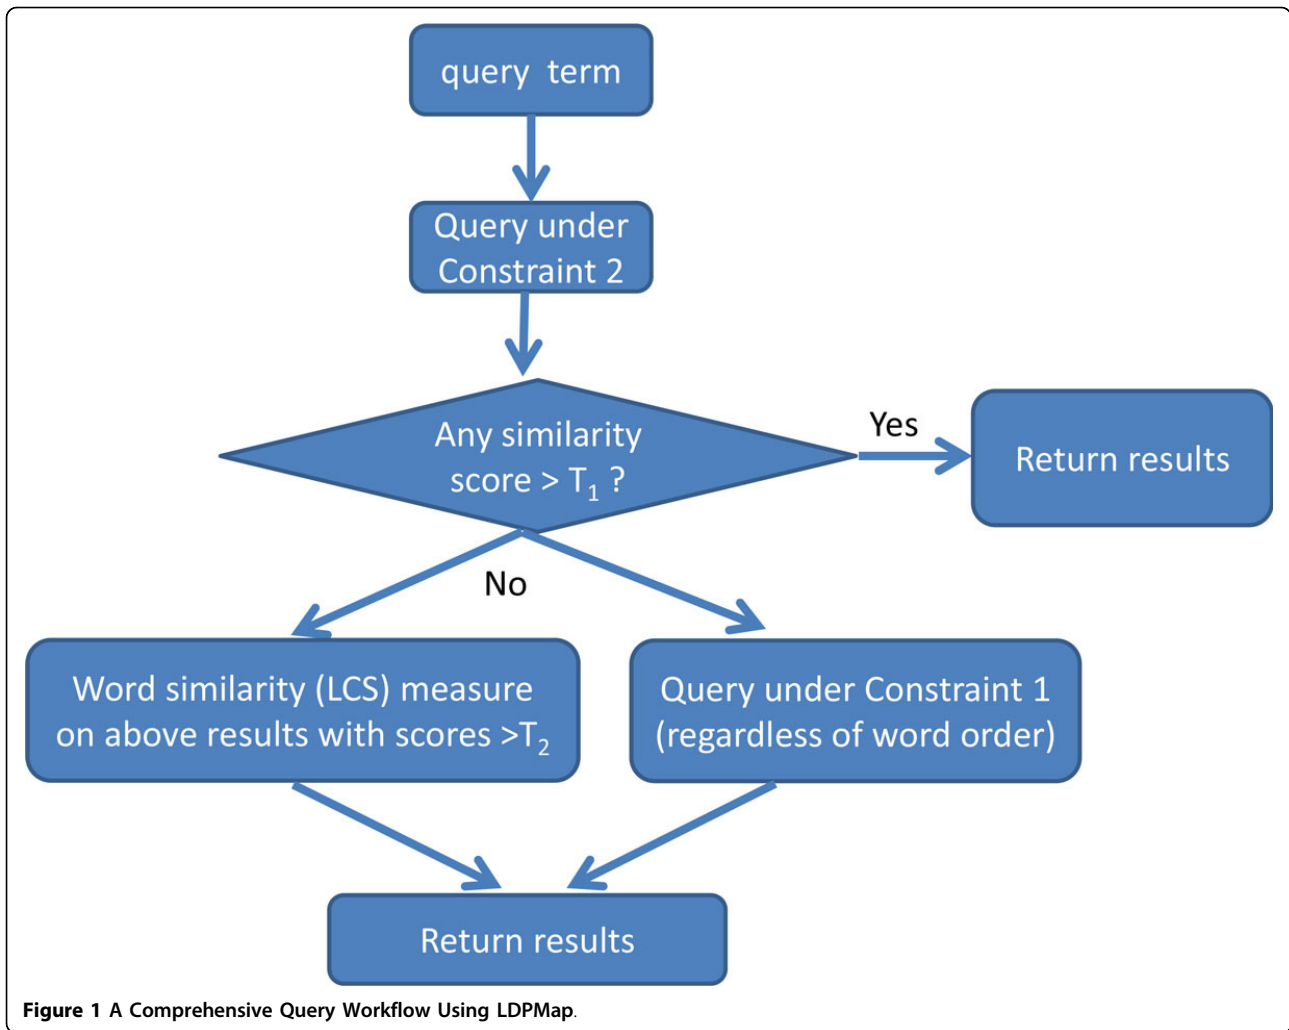 query term
Query under
Constraint 2
Any similarity
score > T1 ?
Yes
Return results
No
Word similarity (LCS) measure
on above results with scores >T2
Query under Constraint 1
(regardless of word order)
Return results
Figure 1 A Comprehensive Query Workflow Using LDPMap.